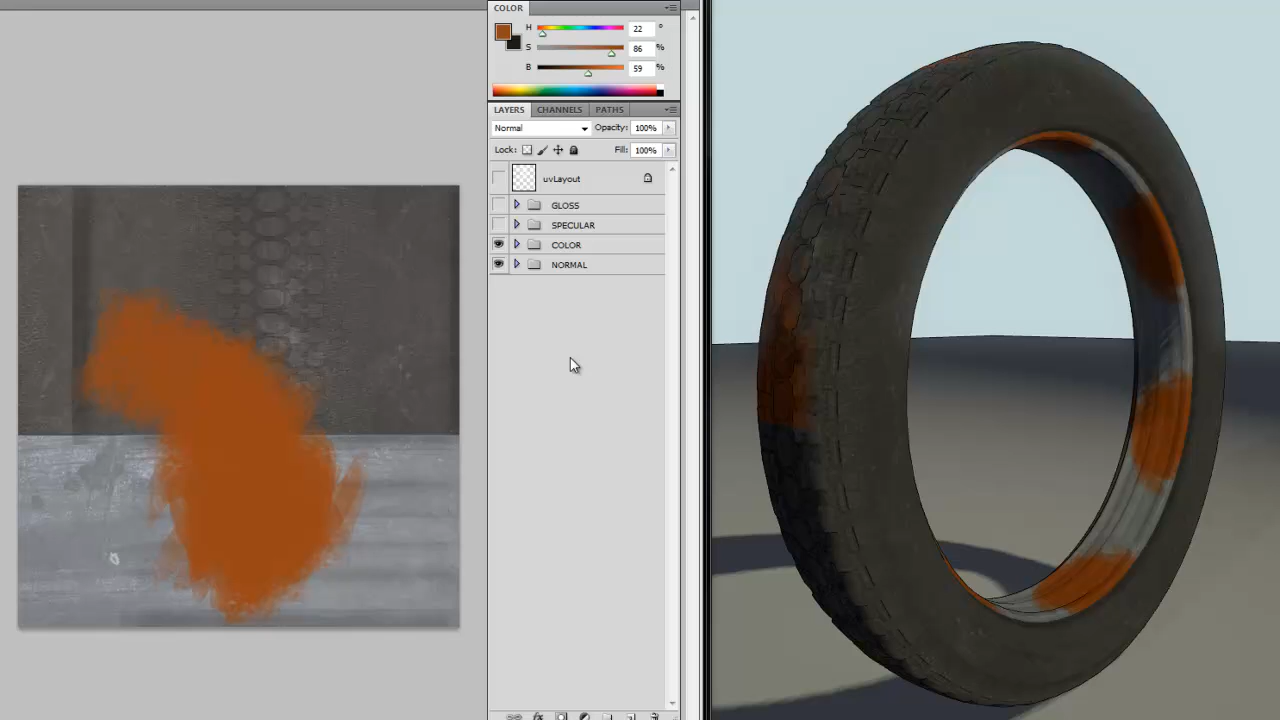 COLOR
H 22 °
S 86 %
B 59 %
LAYERS CHANNELS PATHS
Normal Opacity: 100%
Lock: Fill: 100%
uvLayout
GLOSS
SPECULAR
COLOR
NORMAL